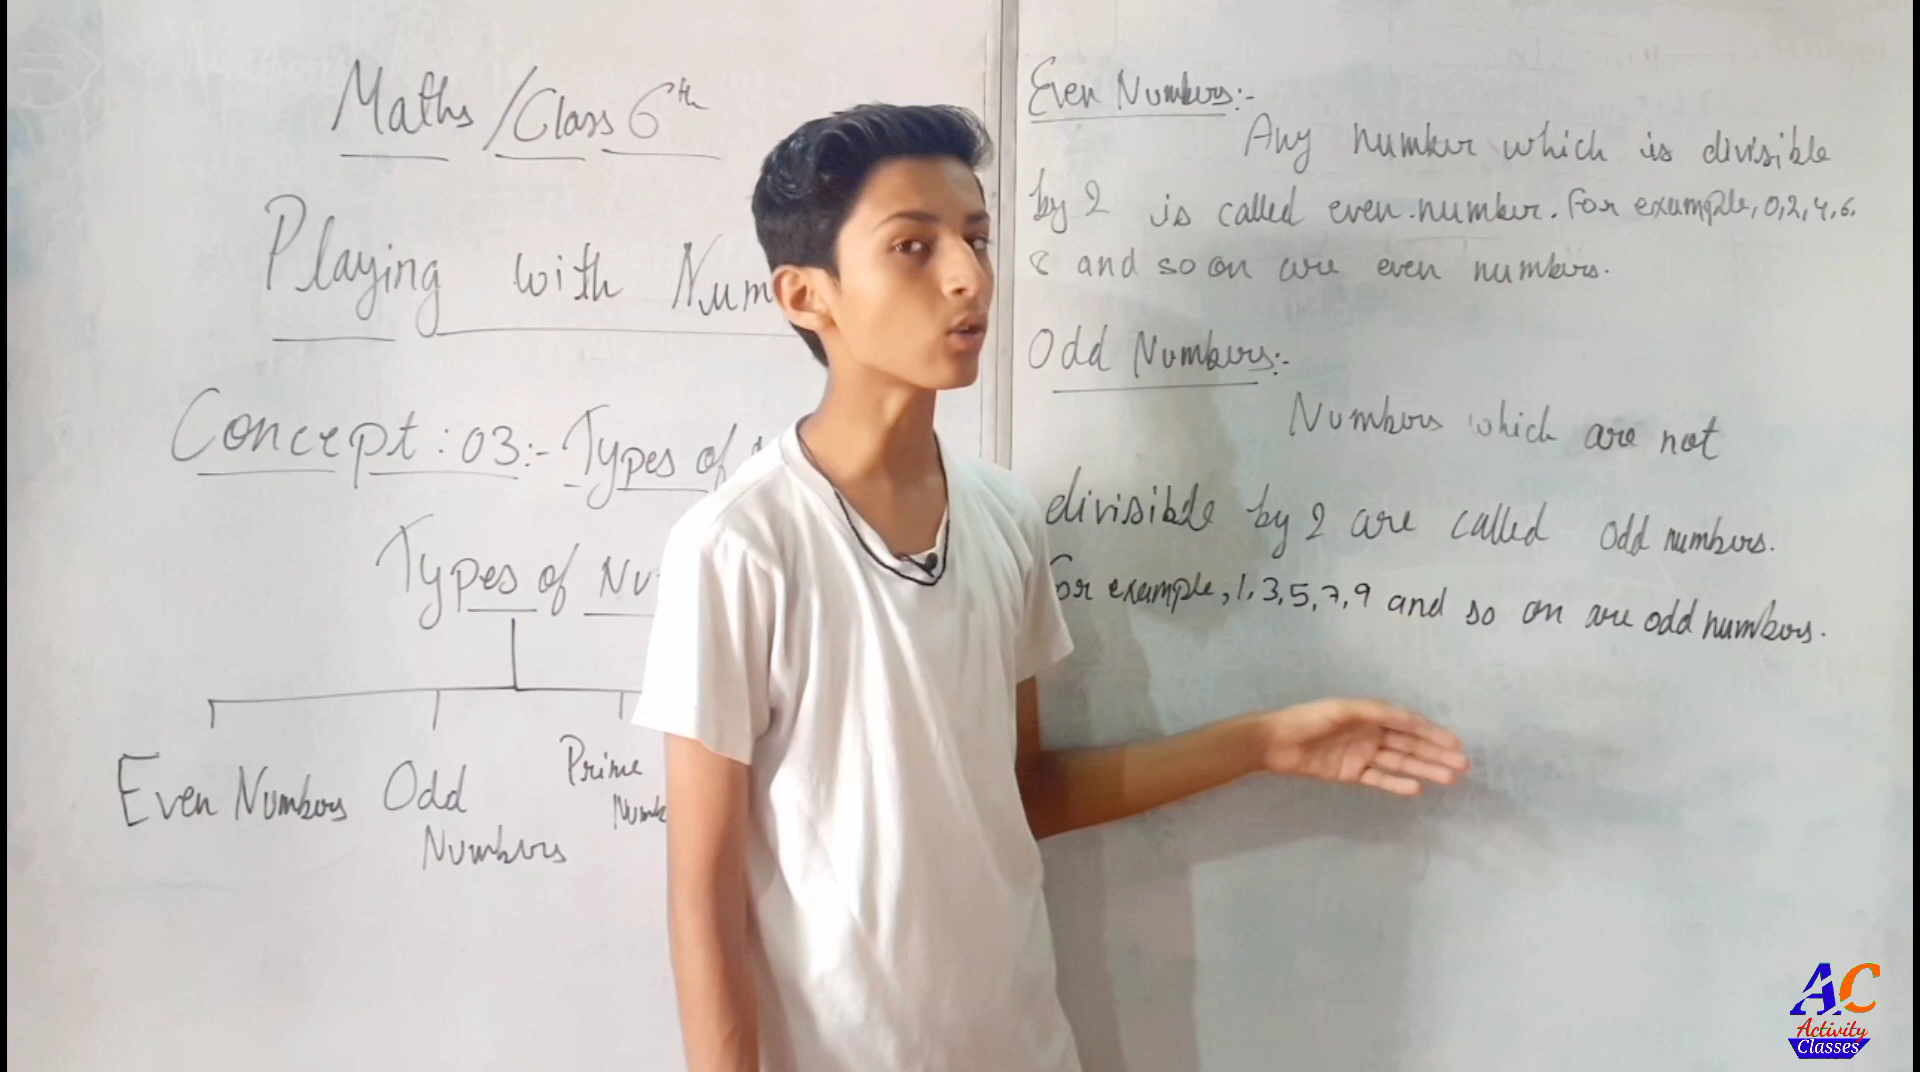 Maths / Class 6th
Playing with Num
Concept : 03:- Types of
Types of Nu
Even Numbers
Odd
Numbers
Prime
Numb
Even Numbers:-
Any number which is divisible
by 2 is called even number. For example, 0, 2, 4, 6,
8 and so on are even numbers.
Odd Numbers:-
Numbers which are not
divisible by 2 are called odd numbers.
For example, 1, 3, 5, 7, 9 and so on are odd numbers.
AC
Activity
Classes